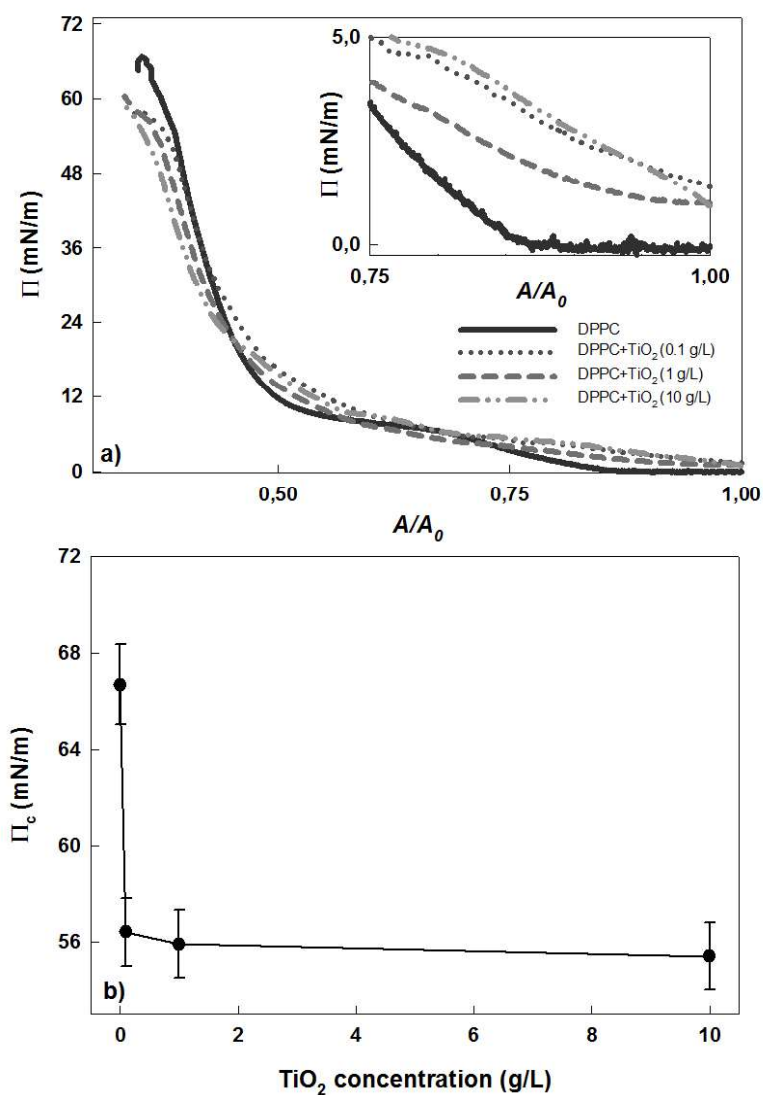 72
60
48
36
24
12
0
Π (mN/m)
a)
0,50
0,75
1,00
A/A₀
5,0
0,0
Π (mN/m)
0,75
1,00
A/A₀
DPPC
DPPC+TiO₂ (0.1 g/L)
DPPC+TiO₂ (1 g/L)
DPPC+TiO₂ (10 g/L)
72
68
64
60
56
Π_c (mN/m)
b)
0
2
4
6
8
10
TiO₂ concentration (g/L)